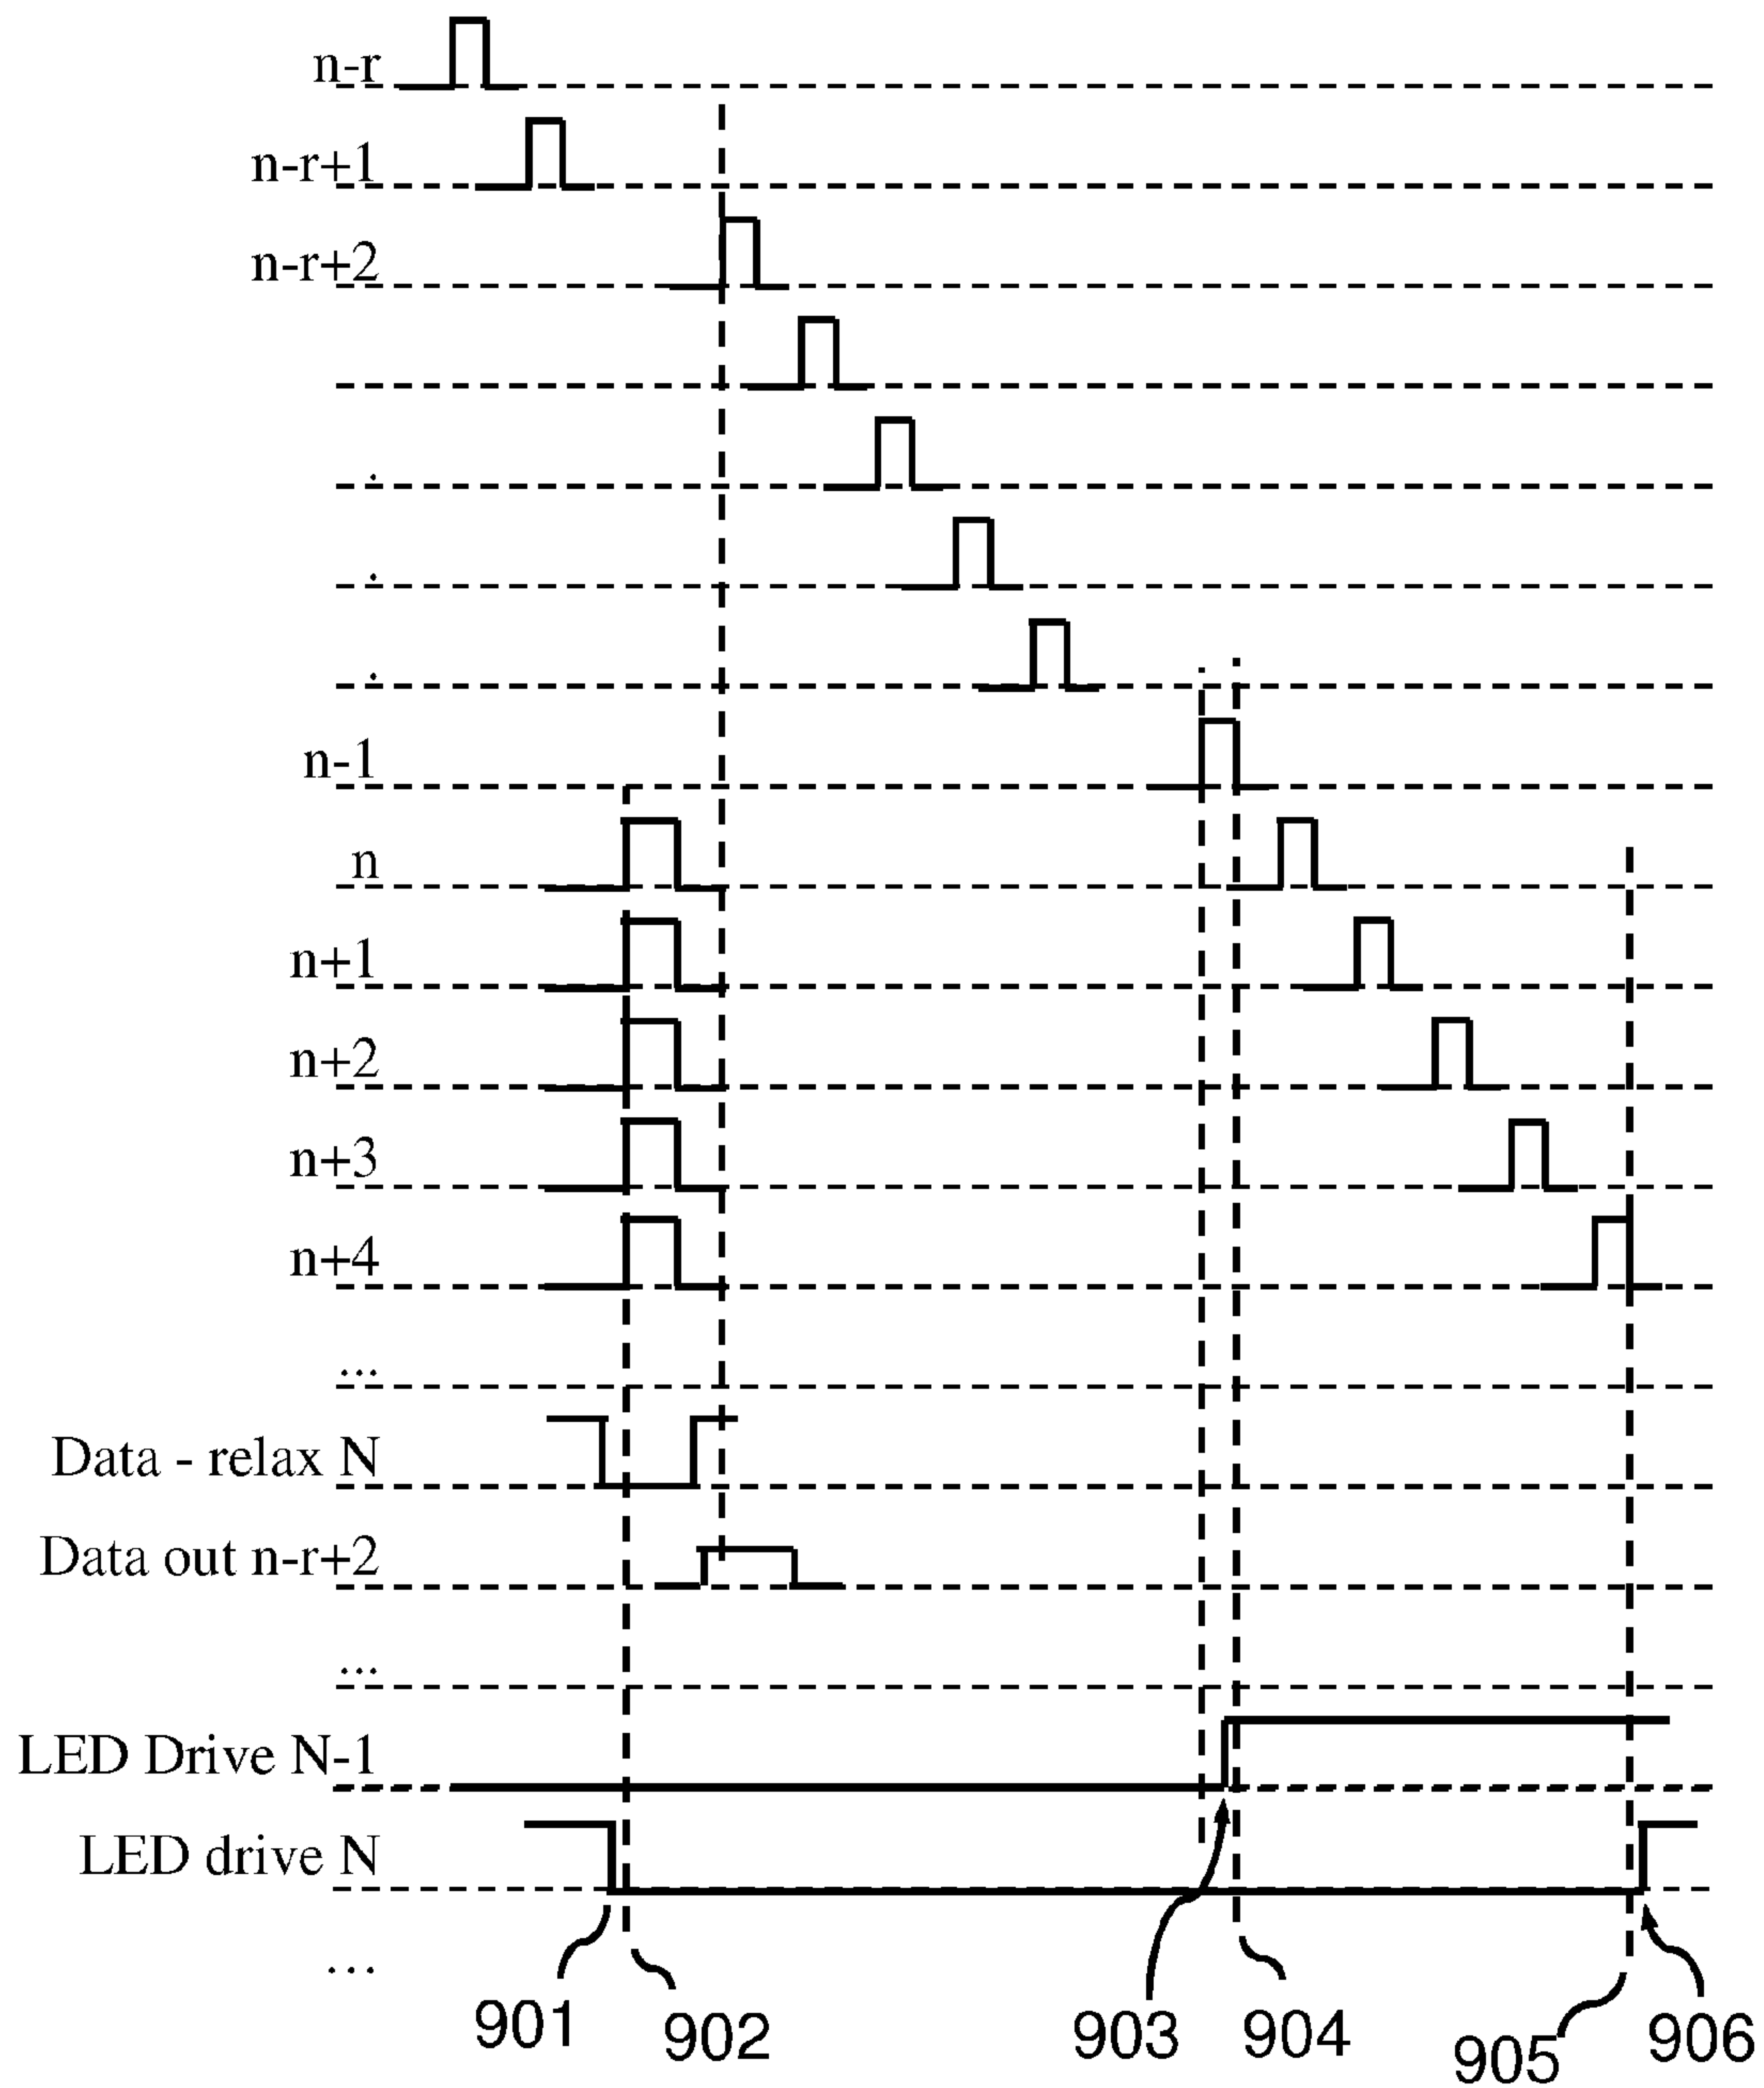 n-r
n-r+1
n-r+2
.
.
.
n-1
n
n+1
n+2
n+3
n+4
...
Data - relax N
Data out n-r+2
...
LED Drive N-1
LED drive N
...
901
902
903
904
905
906